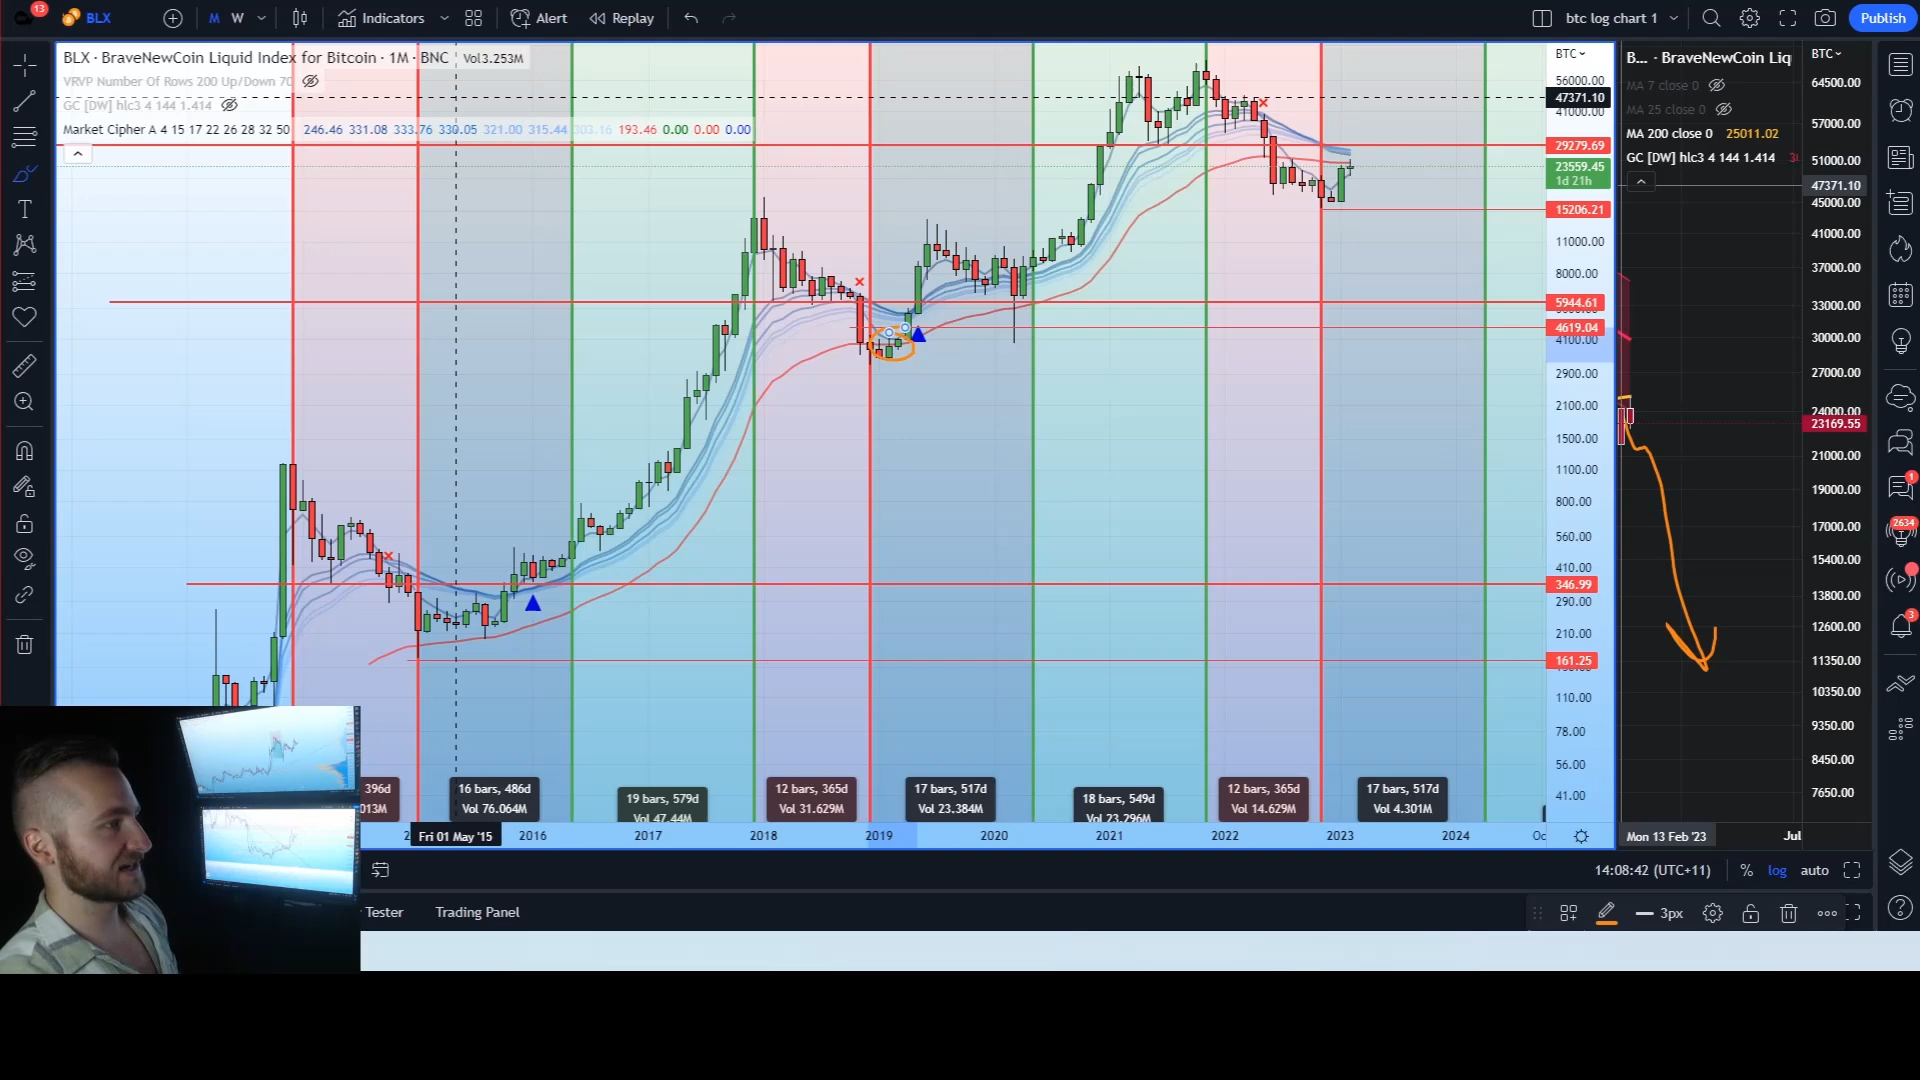 13
BLX
M W
Indicators
Alert
Replay
btc log chart 1
Publish
BLX · BraveNewCoin Liquid Index for Bitcoin · 1M · BNC Vol3.253M
VRVP Number Of Rows 200 Up/Down 70
GC [DW] hlc3 4 144 1.414
Market Cipher A 4 15 17 22 26 28 32 50 246.46 331.08 333.76 330.05 321.00 315.44 303.16 193.46 0.00 0.00 0.00
BTC
56000.00
47371.10
41000.00
29279.69
23559.45
1d 21h
15206.21
11000.00
8000.00
5944.61
4619.04
4100.00
2900.00
2100.00
1500.00
1100.00
800.00
560.00
410.00
346.99
290.00
210.00
161.25
110.00
78.00
56.00
41.00
B... · BraveNewCoin Liq
MA 7 close 0
MA 25 close 0
MA 200 close 0 25011.02
GC [DW] hlc3 4 144 1.414
BTC
64500.00
57000.00
51000.00
47371.10
45000.00
41000.00
37000.00
33000.00
30000.00
27000.00
24000.00
23169.55
21000.00
19000.00
17000.00
15400.00
13800.00
12600.00
11350.00
10350.00
9350.00
8450.00
7650.00
1
2634
3
396d
013M
16 bars, 486d
Vol 76.064M
19 bars, 579d
Vol 47.44M
12 bars, 365d
Vol 31.629M
17 bars, 517d
Vol 23.384M
18 bars, 549d
Vol 23.296M
12 bars, 365d
Vol 14.629M
17 bars, 517d
Vol 4.301M
Fri 01 May '15 2016 2017 2018 2019 2020 2021 2022 2023 2024 Oc
Mon 13 Feb '23 Jul
14:08:42 (UTC+11) % log auto
Tester Trading Panel
3px